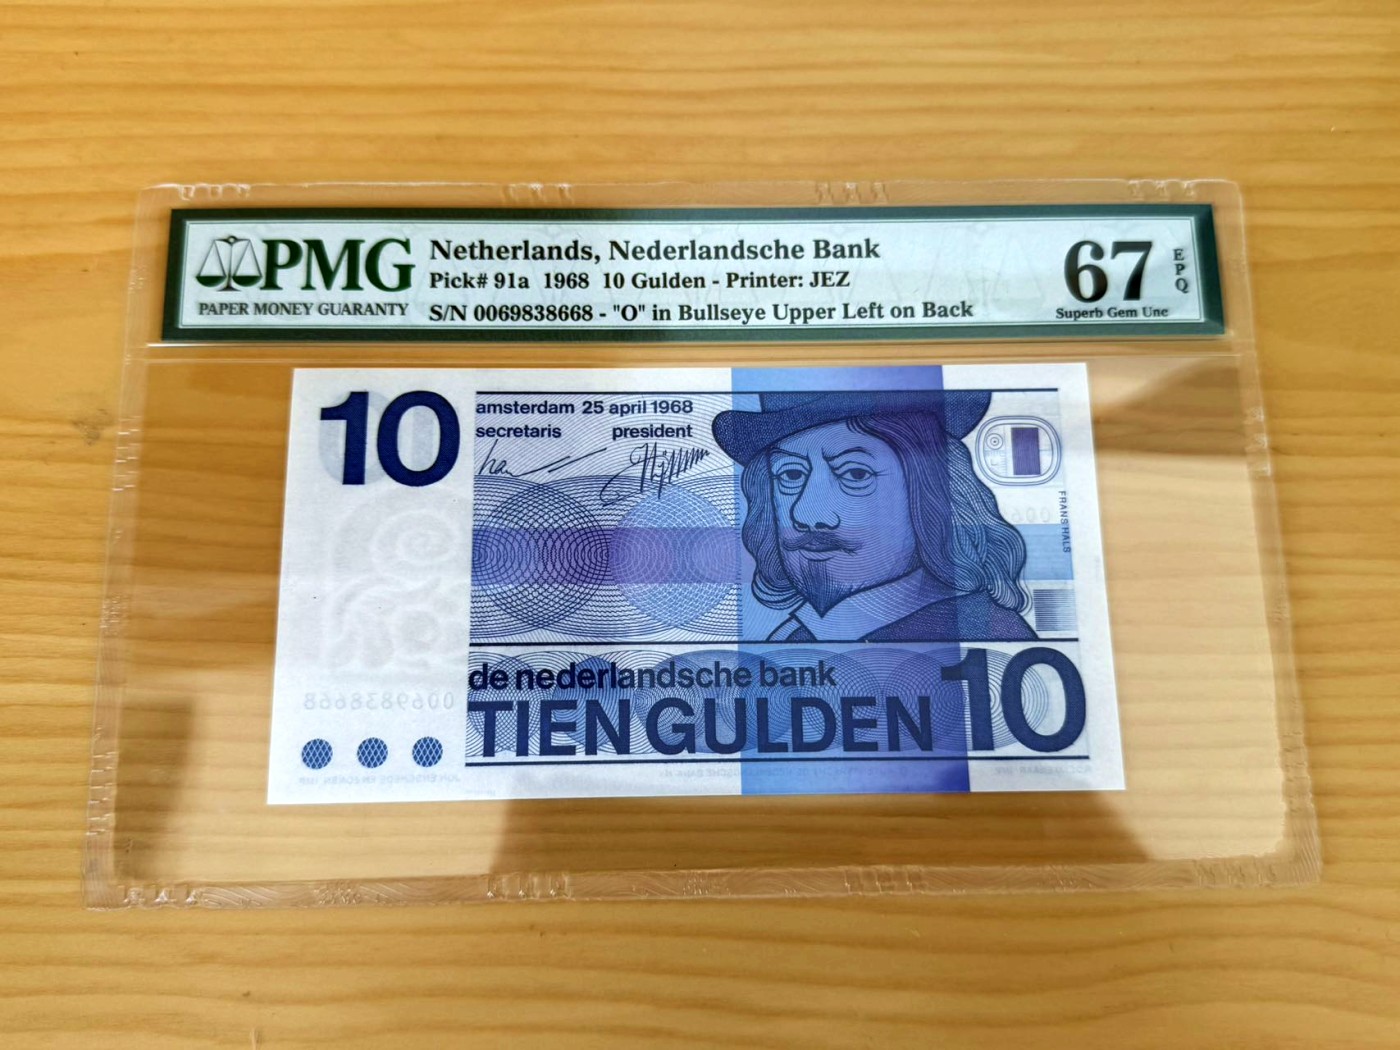 PMG
PAPER MONEY GUARANTY
Netherlands, Nederlandsche Bank
Pick# 91a 1968 10 Gulden - Printer: JEZ
S/N 0069838668 - "O" in Bullseye Upper Left on Back
67
EPQ
Superb Gem Unc
10
amsterdam 25 april 1968
secretaris president
FRANS HALS
de nederlandsche bank
TIEN GULDEN
10
0069838668